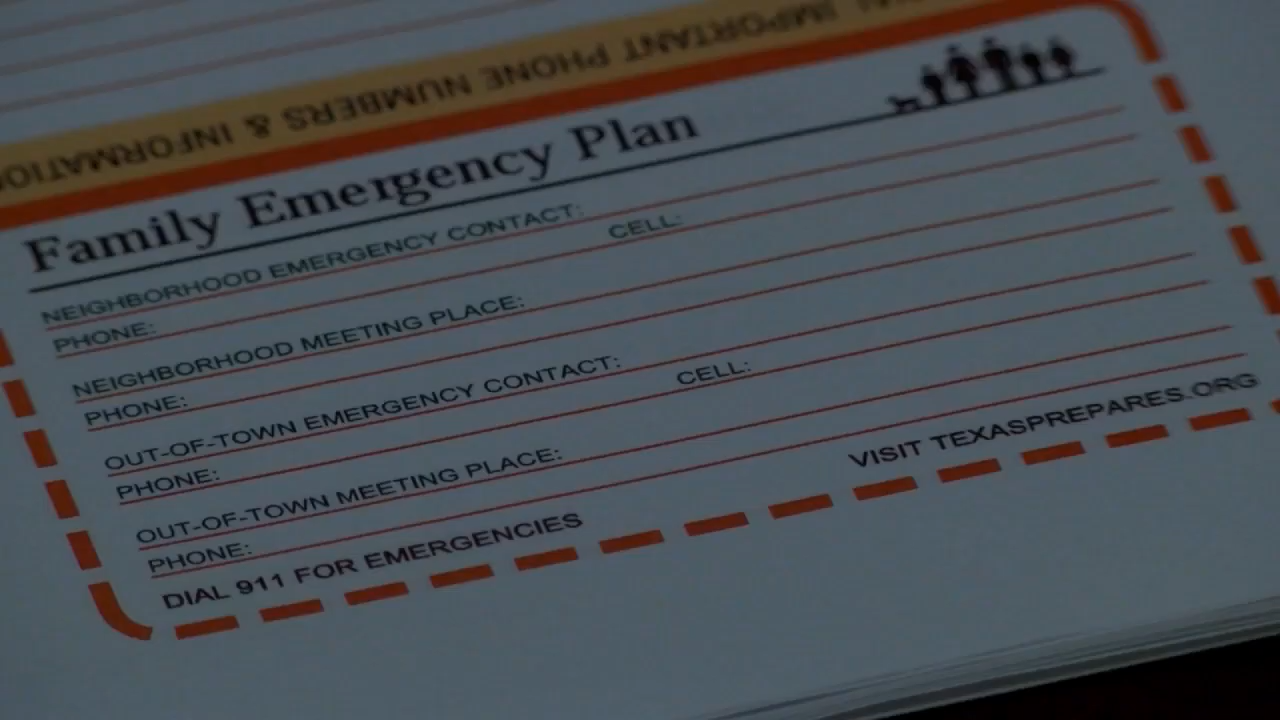 IMPORTANT PHONE NUMBERS & INFORMATIO
Family Emergency Plan
NEIGHBORHOOD EMERGENCY CONTACT:
PHONE: CELL:
NEIGHBORHOOD MEETING PLACE:
PHONE:
OUT-OF-TOWN EMERGENCY CONTACT:
PHONE: CELL:
OUT-OF-TOWN MEETING PLACE:
PHONE:
DIAL 911 FOR EMERGENCIES VISIT TEXASPREPARES.ORG